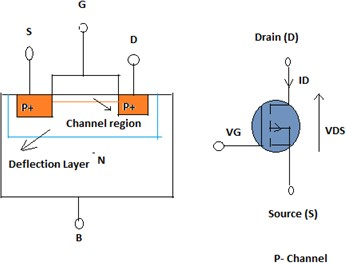 G
S
D
P+
P+
Channel region
Deflection Layer
-N
B
Drain (D)
ID
VG
VDS
Source (S)
P- Channel